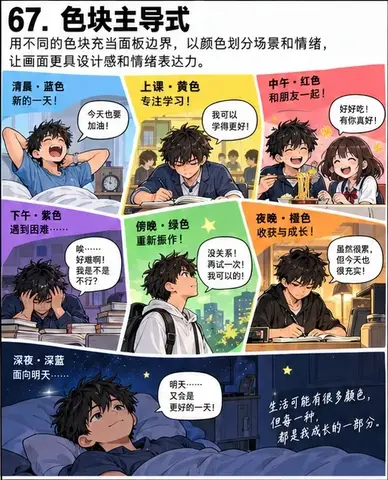 67. 色块主导式
用不同的色块充当面板边界，以颜色划分场景和情绪，
让画面更具设计感和情绪表达力。
清晨·蓝色
新的一天！
今天也要
加油！
上课·黄色
专注学习！
我可以
学得更好！
中午·红色
和朋友一起！
好好吃！
有你真好！
下午·紫色
遇到困难……
唉……
好难啊！
我是不是
不行？
傍晚·绿色
重新振作！
没关系！
再试一次！
我可以的！
夜晚·橙色
收获与成长！
虽然很累，
但今天也
很充实！
深夜·深蓝
面向明天……
明天……
又会是
更好的一天！
生活可能有很多颜色，
但每一种，
都是我成长的一部分。